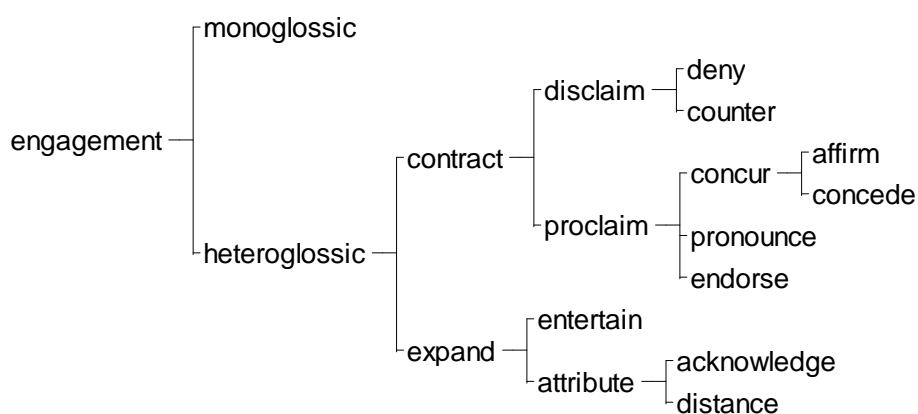 monoglossic
deny
disclaim
counter
engagement
affirm
contract
concur
concede
proclaim
pronounce
heteroglossic
endorse
entertain
expand
acknowledge
attribute
distance